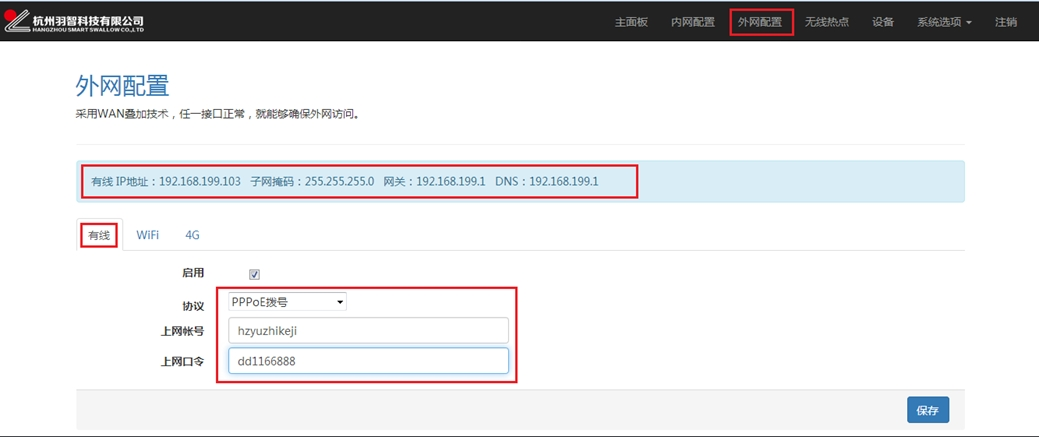 杭州羽智科技有限公司
HANGZHOU SMART SWALLOW CO.,LTD
主面板 内网配置 外网配置 无线热点 设备 系统选项 注销
外网配置
采用WAN叠加技术，任一接口正常，就能够确保外网访问。
有线 IP地址：192.168.199.103 子网掩码：255.255.255.0 网关：192.168.199.1 DNS：192.168.199.1
有线 WiFi 4G
启用
协议 PPPoE拨号
上网帐号 hzyuzhikeji
上网口令 dd1166888
保存